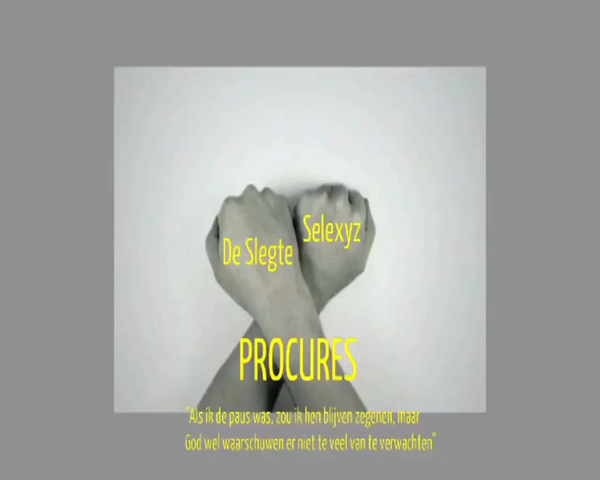 De Slegte
Selexyz
PROCURES
"Als ik de paus was, zou ik hen blijven zegenen, maar
God wel waarschuwen er niet te veel van te verwachten"